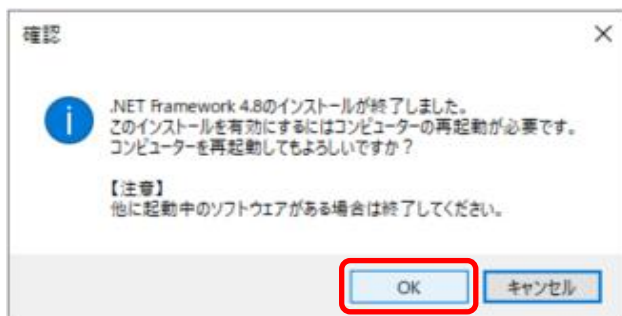 確認
.NET Framework 4.8のインストールが終了しました。
このインストールを有効にするにはコンピューターの再起動が必要です。
コンピューターを再起動してもよろしいですか？
【注意】
他に起動中のソフトウェアがある場合は終了してください。
OK
キャンセル